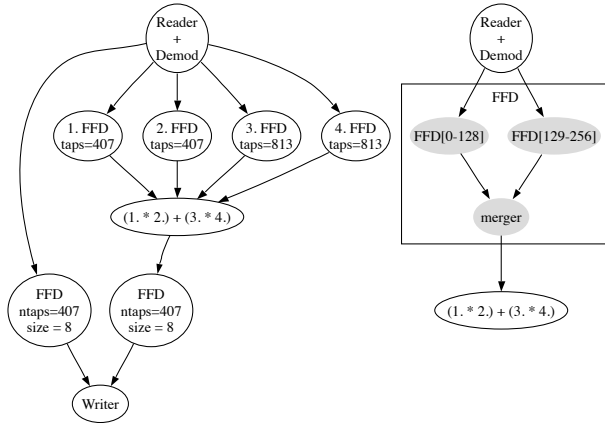 Reader
+
Demod
1. FFD
taps=407
2. FFD
taps=407
3. FFD
taps=813
4. FFD
taps=813
(1. * 2.) + (3. * 4.)
FFD
ntaps=407
size = 8
FFD
ntaps=407
size = 8
Writer
Reader
+
Demod
FFD
FFD[0-128]
FFD[129-256]
merger
(1. * 2.) + (3. * 4.)